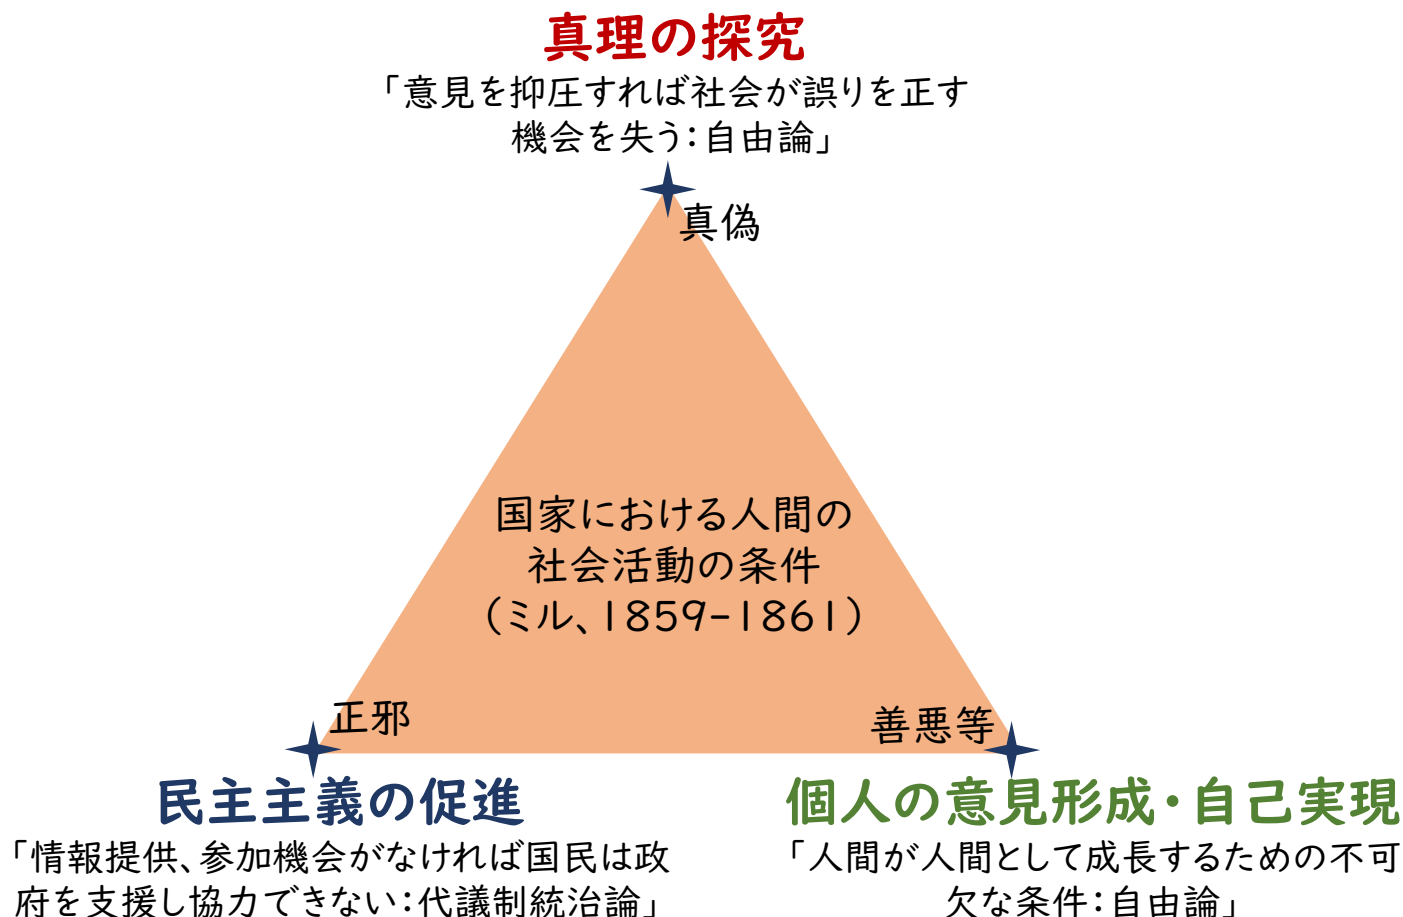 真理の探究
「意見を抑圧すれば社会が誤りを正す
機会を失う：自由論」
真偽
国家における人間の
社会活動の条件
（ミル、1859-1861）
正邪
善悪等
民主主義の促進
「情報提供、参加機会がなければ国民は政
府を支援し協力できない：代議制統治論」
個人の意見形成・自己実現
「人間が人間として成長するための不可
欠な条件：自由論」